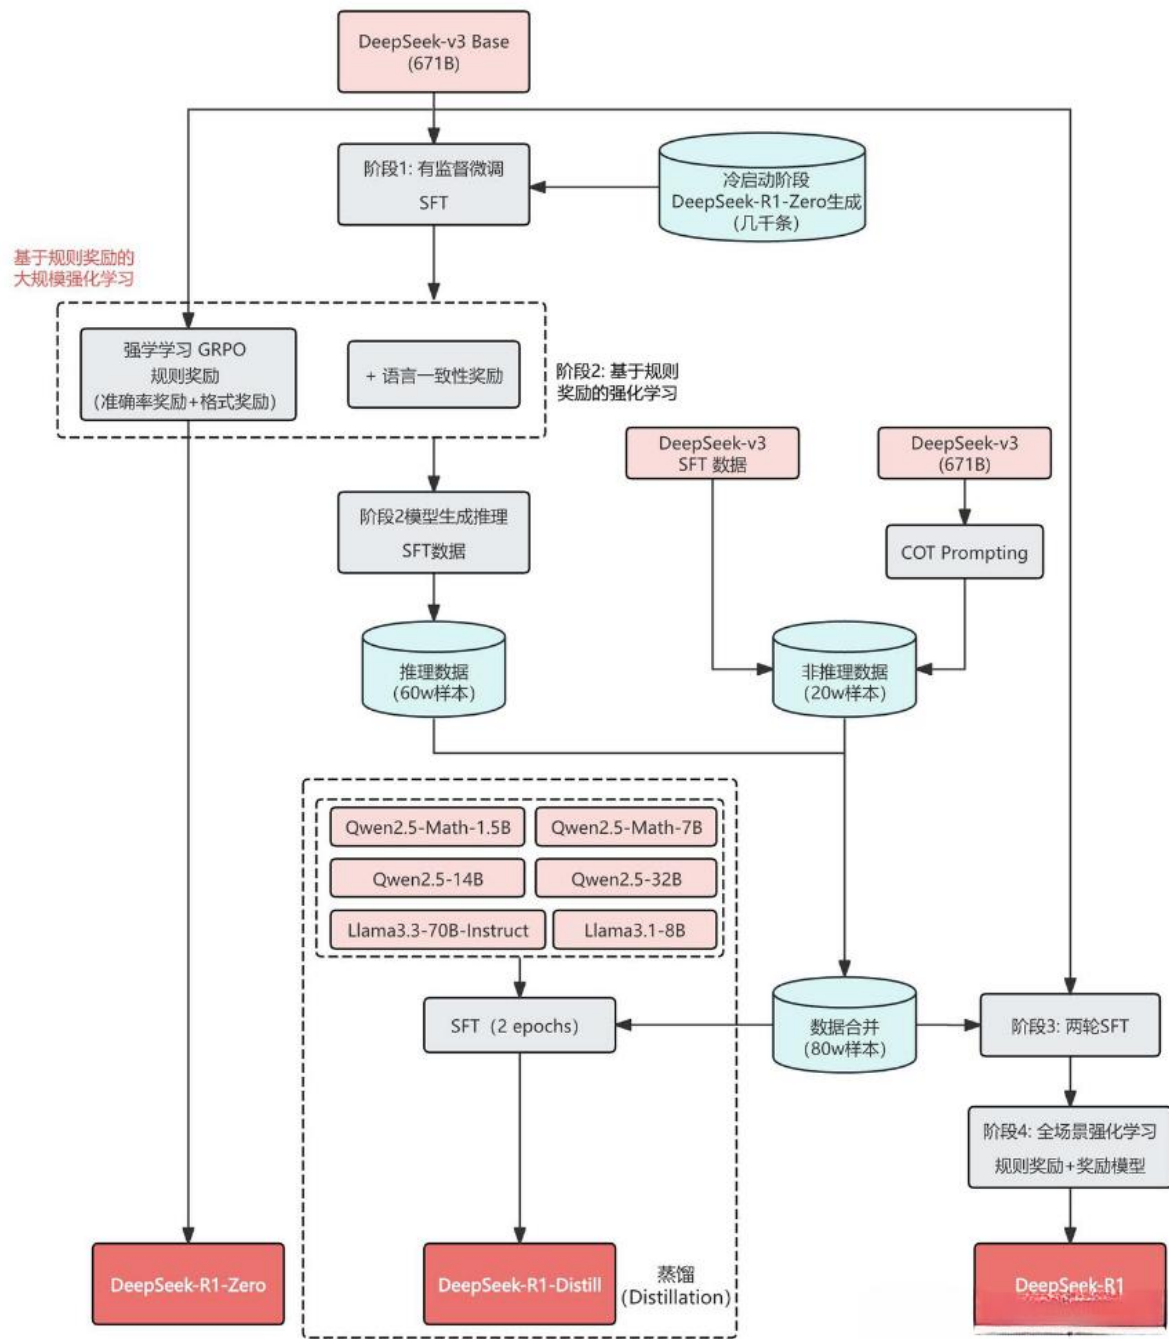 DeepSeek-v3 Base
(671B)
阶段1: 有监督微调
SFT
冷启动阶段
DeepSeek-R1-Zero生成
(几千条)
基于规则奖励的
大规模强化学习
强学学习 GRPO
规则奖励
(准确率奖励+格式奖励)
+ 语言一致性奖励
阶段2: 基于规则
奖励的强化学习
DeepSeek-v3
SFT 数据
DeepSeek-v3
(671B)
阶段2模型生成推理
SFT数据
COT Prompting
推理数据
(60w样本)
非推理数据
(20w样本)
Qwen2.5-Math-1.5B
Qwen2.5-Math-7B
Qwen2.5-14B
Qwen2.5-32B
Llama3.3-70B-Instruct
Llama3.1-8B
SFT（2 epochs）
数据合并
(80w样本)
阶段3: 两轮SFT
阶段4: 全场景强化学习
规则奖励+奖励模型
DeepSeek-R1-Zero
DeepSeek-R1-Distill
蒸馏
(Distillation)
DeepSeek-R1